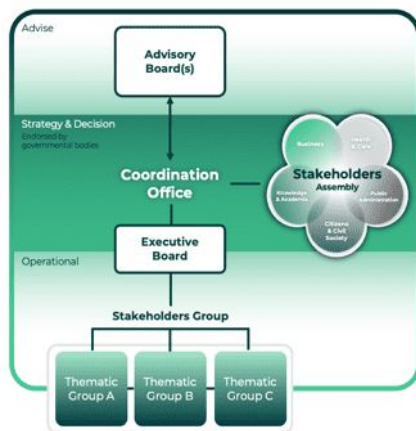 Advise
Advisory
Board(s)
Strategy & Decision
Endorsed by
governmental bodies
Coordination
Office
Business
Health
& Care
Stakeholders
Assembly
Knowledge
& Academia
Public
Administration
Citizens
& Civil
Society
Executive
Board
Operational
Stakeholders Group
Thematic
Group A
Thematic
Group B
Thematic
Group C